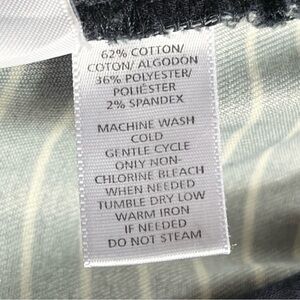 62% COTTON/
COTON/ ALGODÓN
36% POLYESTER/
POLIÉSTER
2% SPANDEX
MACHINE WASH
COLD
GENTLE CYCLE
ONLY NON-
CHLORINE BLEACH
WHEN NEEDED
TUMBLE DRY LOW
WARM IRON
IF NEEDED
DO NOT STEAM